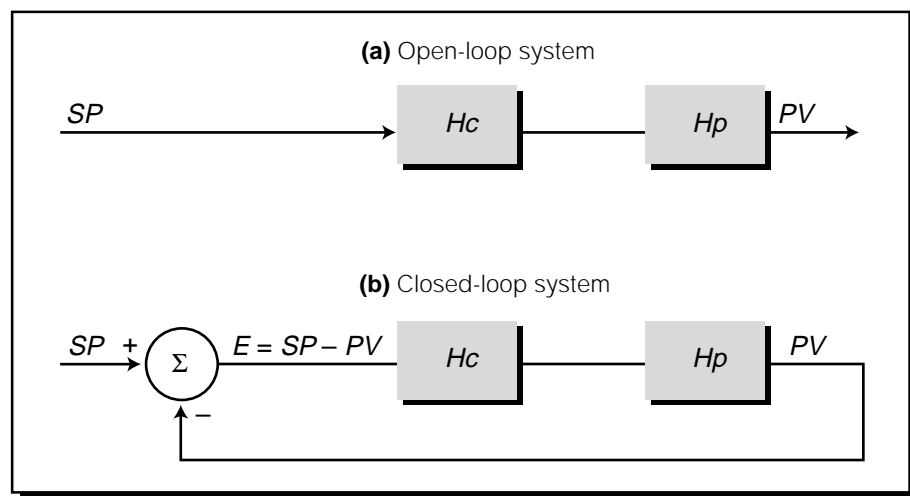 (a) Open-loop system
SP Hc Hp PV
(b) Closed-loop system
SP + Σ E = SP – PV Hc Hp PV
–